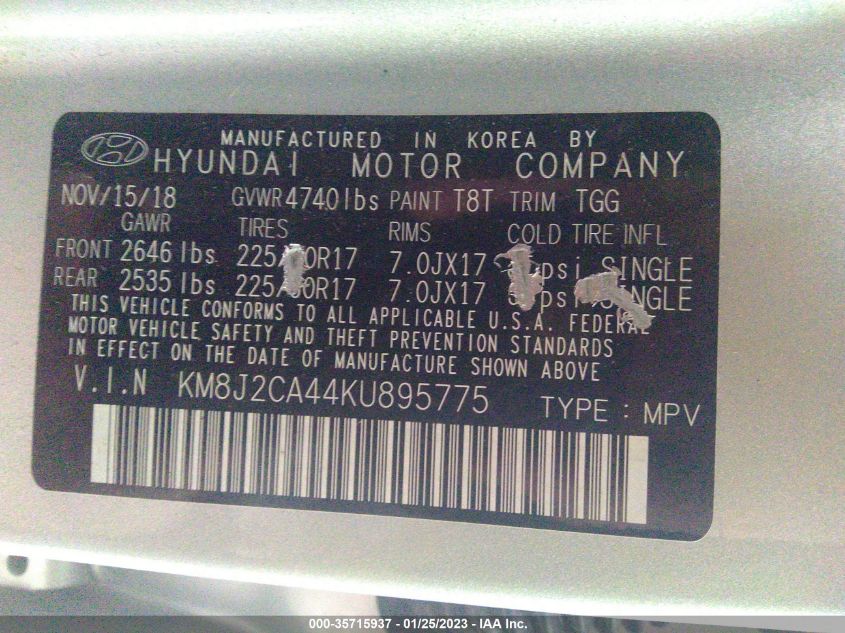 MANUFACTURED IN KOREA BY
HYUNDAI MOTOR COMPANY
NOV/15/18 GVWR 4740lbs PAINT T8T TRIM TGG
GAWR TIRES RIMS COLD TIRE INFL
FRONT 2646 lbs 7.0JX17 SINGLE
REAR 2535 lbs 7.0JX17
THIS VEHICLE CONFORMS TO ALL APPLICABLE U.S.A. FEDERAL
MOTOR VEHICLE SAFETY AND THEFT PREVENTION STANDARDS
IN EFFECT ON THE DATE OF MANUFACTURE SHOWN ABOVE
V.I.N KM8J2CA44KU895775 TYPE : MPV
000-35715937 - 01/25/2023 - © IAA Inc.